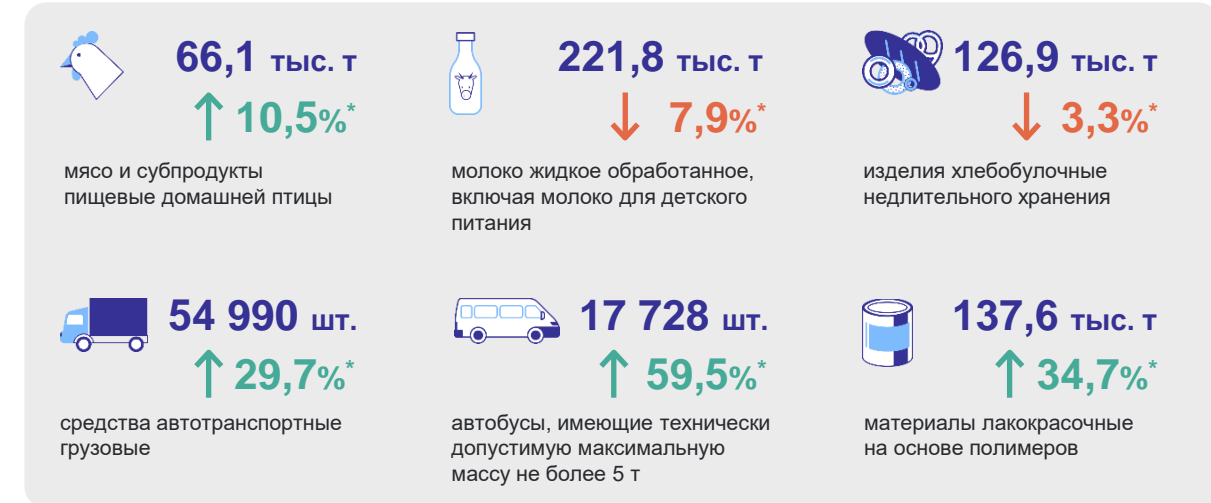 66,1 тыс. т
↑ 10,5%*
мясо и субпродукты
пищевые домашней птицы
221,8 тыс. т
↓ 7,9%*
молоко жидкое обработанное,
включая молоко для детского
питания
126,9 тыс. т
↓ 3,3%*
изделия хлебобулочные
недлительного хранения
54 990 шт.
↑ 29,7%*
средства автотранспортные
грузовые
17 728 шт.
↑ 59,5%*
автобусы, имеющие технически
допустимую максимальную
массу не более 5 т
137,6 тыс. т
↑ 34,7%*
материалы лакокрасочные
на основе полимеров